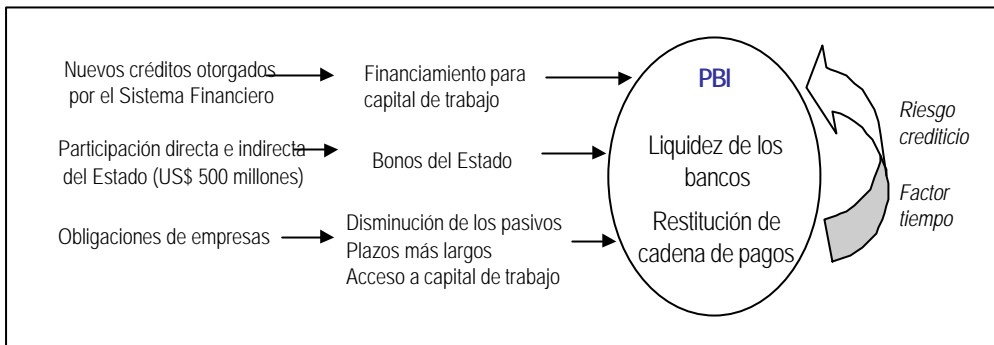 Nuevos créditos otorgados
por el Sistema Financiero
Financiamiento para
capital de trabajo
PBI
Participación directa e indirecta
del Estado (US$ 500 millones)
Bonos del Estado
Liquidez de los
bancos
Obligaciones de empresas
Disminución de los pasivos
Plazos más largos
Acceso a capital de trabajo
Restitución de
cadena de pagos
Riesgo
crediticio
Factor
tiempo